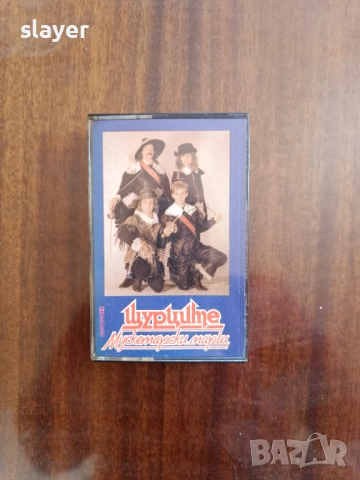 slayer
Щурците
Мускетарски марш
BAZAR